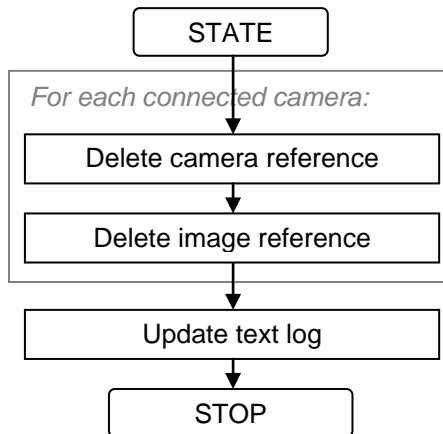 STATE
For each connected camera:
Delete camera reference
Delete image reference
Update text log
STOP